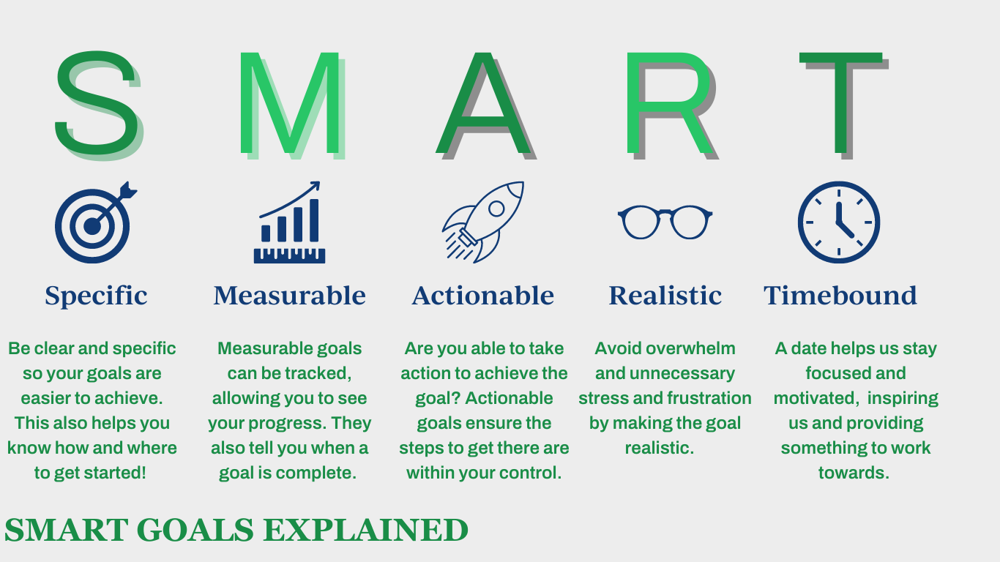 S M A R T
Specific
Measurable
Actionable
Realistic
Timebound
Be clear and specific
so your goals are
easier to achieve.
This also helps you
know how and where
to get started!
Measurable goals
can be tracked,
allowing you to see
your progress. They
also tell you when a
goal is complete.
Are you able to take
action to achieve the
goal? Actionable
goals ensure the
steps to get there are
within your control.
Avoid overwhelm
and unnecessary
stress and frustration
by making the goal
realistic.
A date helps us stay
focused and
motivated,  inspiring
us and providing
something to work
towards.
SMART GOALS EXPLAINED